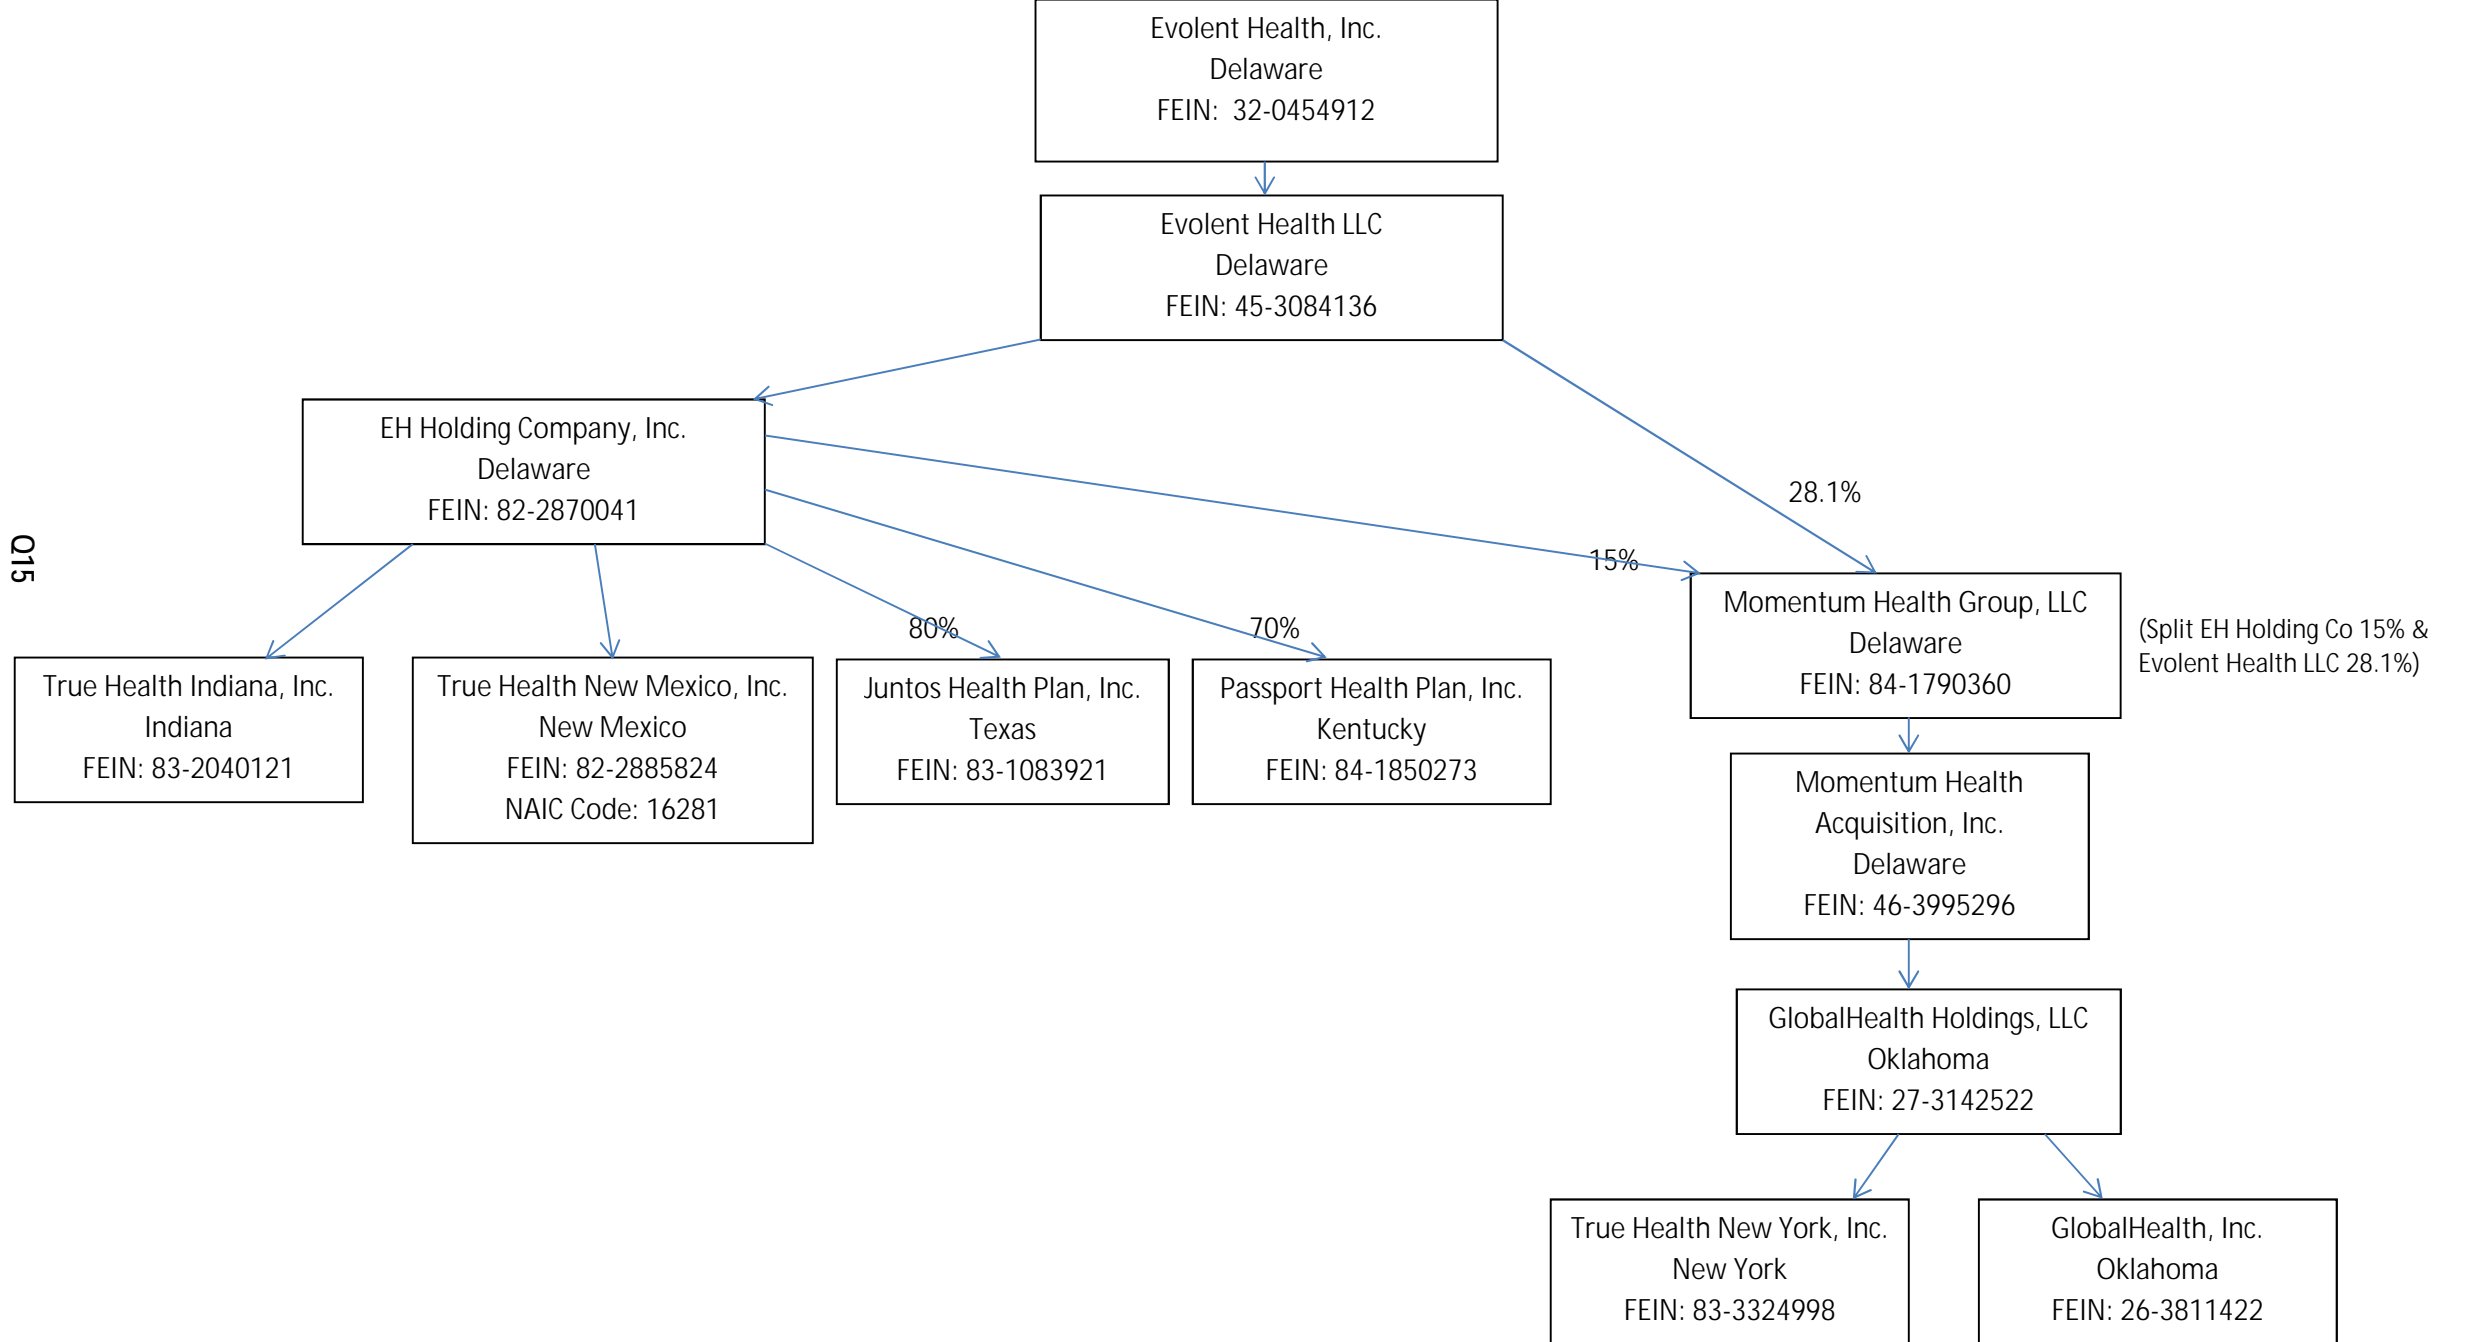 Evolent Health, Inc.
Delaware
FEIN:  32-0454912
Evolent Health LLC
Delaware
FEIN: 45-3084136
EH Holding Company, Inc.
Delaware
FEIN: 82-2870041
28.1%
15%
Q15
80%
70%
Momentum Health Group, LLC
Delaware
FEIN: 84-1790360
(Split EH Holding Co 15% &
Evolent Health LLC 28.1%)
True Health Indiana, Inc.
Indiana
FEIN: 83-2040121
True Health New Mexico, Inc.
New Mexico
FEIN: 82-2885824
NAIC Code: 16281
Juntos Health Plan, Inc.
Texas
FEIN: 83-1083921
Passport Health Plan, Inc.
Kentucky
FEIN: 84-1850273
Momentum Health
Acquisition, Inc.
Delaware
FEIN: 46-3995296
GlobalHealth Holdings, LLC
Oklahoma
FEIN: 27-3142522
True Health New York, Inc.
New York
FEIN: 83-3324998
GlobalHealth, Inc.
Oklahoma
FEIN: 26-3811422